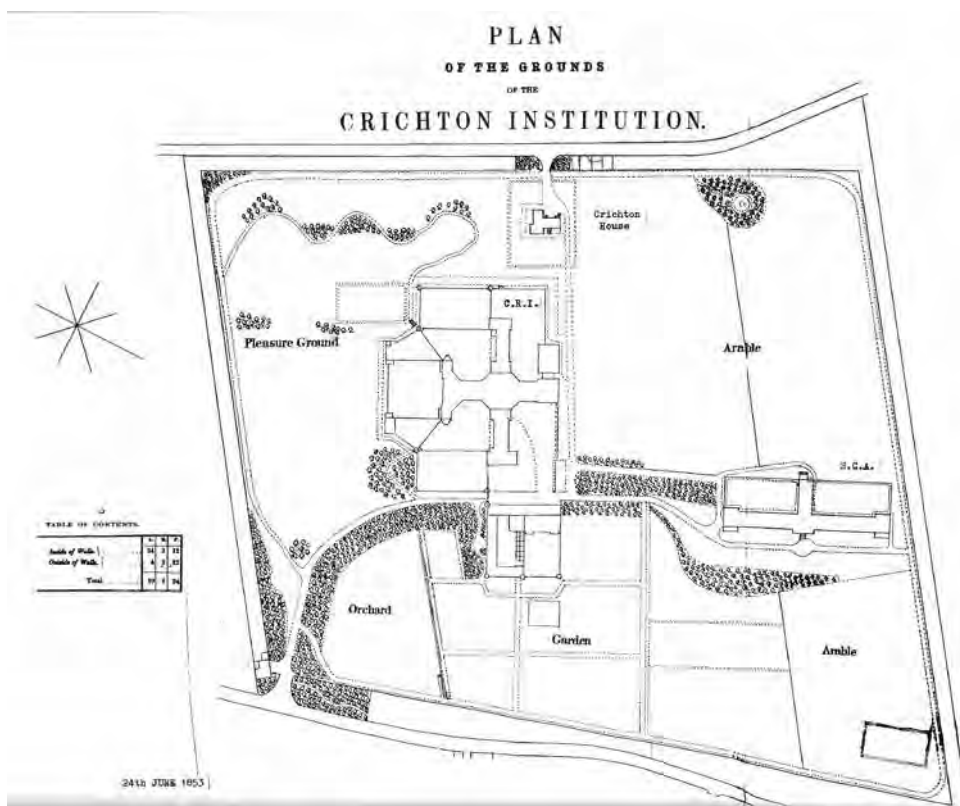 PLAN
OF THE GROUNDS
OF THE
CRICHTON INSTITUTION.
Crichton
House
C.R.I.
Pleasure Ground
Arable
S.C.A.
TABLE OF CONTENTS.
Inside of Walls
Outside of Walls
Total
Orchard
Garden
Arable
24th JUNE 1853